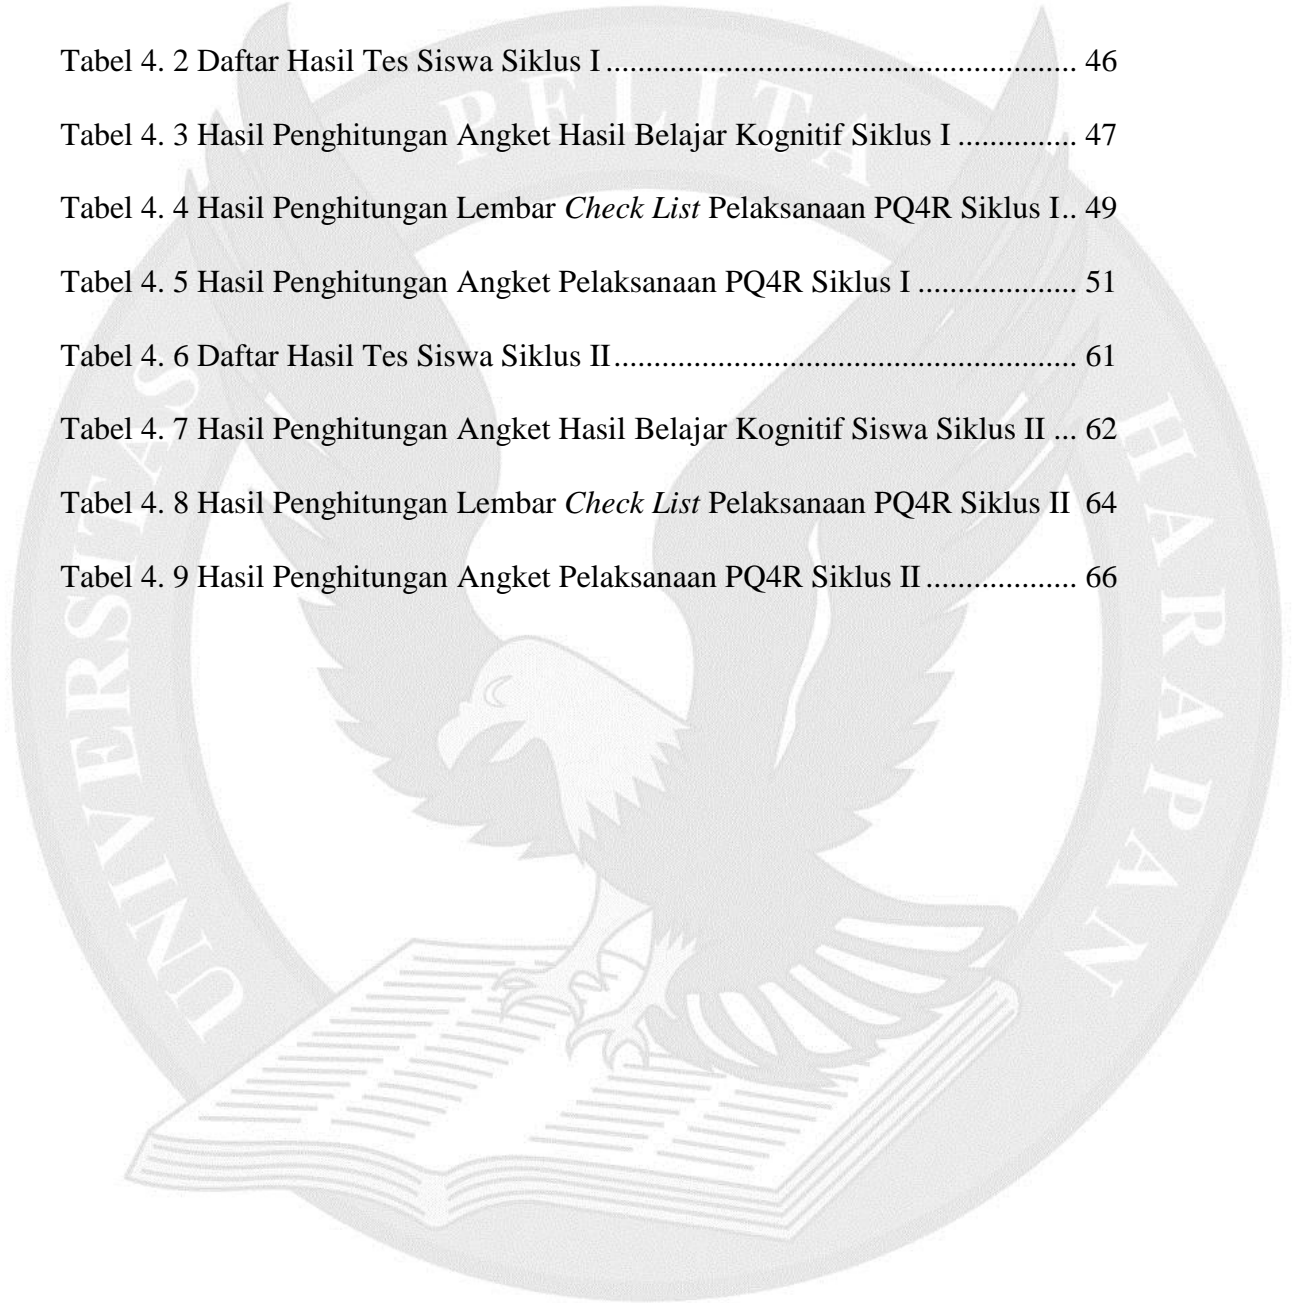 Tabel 4. 2 Daftar Hasil Tes Siswa Siklus I ........................................................... 46
Tabel 4. 3 Hasil Penghitungan Angket Hasil Belajar Kognitif Siklus I ............... 47
Tabel 4. 4 Hasil Penghitungan Lembar Check List Pelaksanaan PQ4R Siklus I.. 49
Tabel 4. 5 Hasil Penghitungan Angket Pelaksanaan PQ4R Siklus I .................... 51
Tabel 4. 6 Daftar Hasil Tes Siswa Siklus II.......................................................... 61
Tabel 4. 7 Hasil Penghitungan Angket Hasil Belajar Kognitif Siswa Siklus II ... 62
Tabel 4. 8 Hasil Penghitungan Lembar Check List Pelaksanaan PQ4R Siklus II 64
Tabel 4. 9 Hasil Penghitungan Angket Pelaksanaan PQ4R Siklus II ................... 66
UNIVERSITAS PELITA HARAPAN